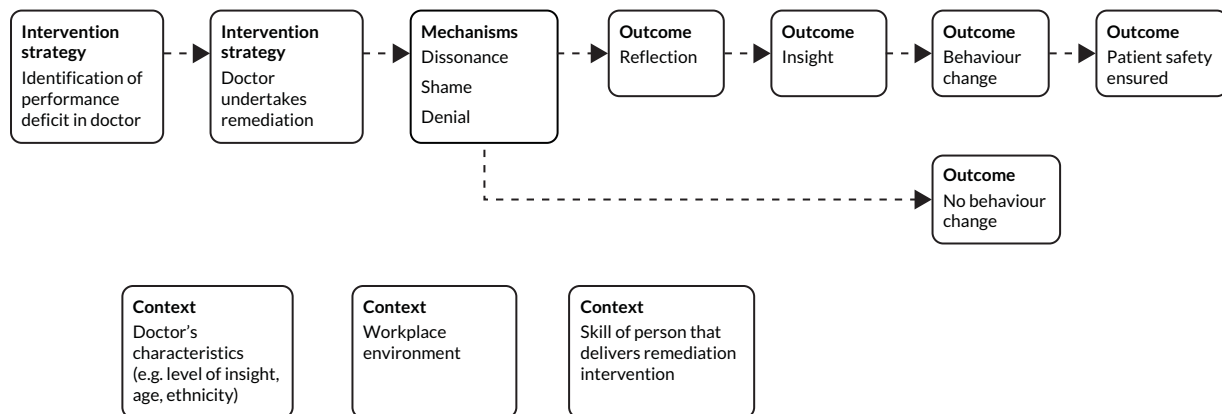 Intervention
strategy
Identification of
performance
deficit in doctor
Intervention
strategy
Doctor
undertakes
remediation
Mechanisms
Dissonance
Shame
Denial
Outcome
Reflection
Outcome
Insight
Outcome
Behaviour
change
Outcome
Patient safety
ensured
Outcome
No behaviour
change
Context
Doctor’s
characteristics
(e.g. level of insight,
age, ethnicity)
Context
Workplace
environment
Context
Skill of person that
delivers remediation
intervention